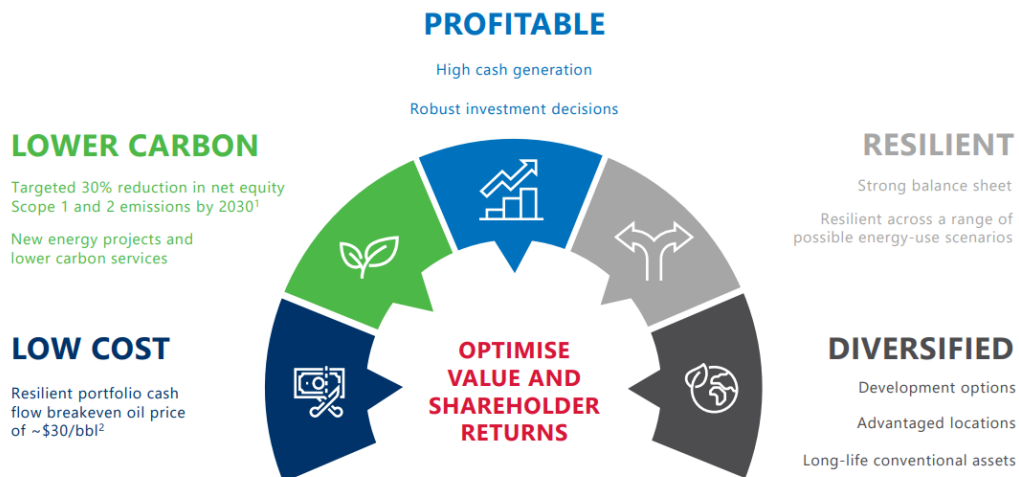 PROFITABLE
High cash generation
Robust investment decisions
LOWER CARBON
Targeted 30% reduction in net equity
Scope 1 and 2 emissions by 2030¹
New energy projects and
lower carbon services
RESILIENT
Strong balance sheet
Resilient across a range of
possible energy-use scenarios
LOW COST
Resilient portfolio cash
flow breakeven oil price
of ~$30/bbl²
OPTIMISE
VALUE AND
SHAREHOLDER
RETURNS
DIVERSIFIED
Development options
Advantaged locations
Long-life conventional assets